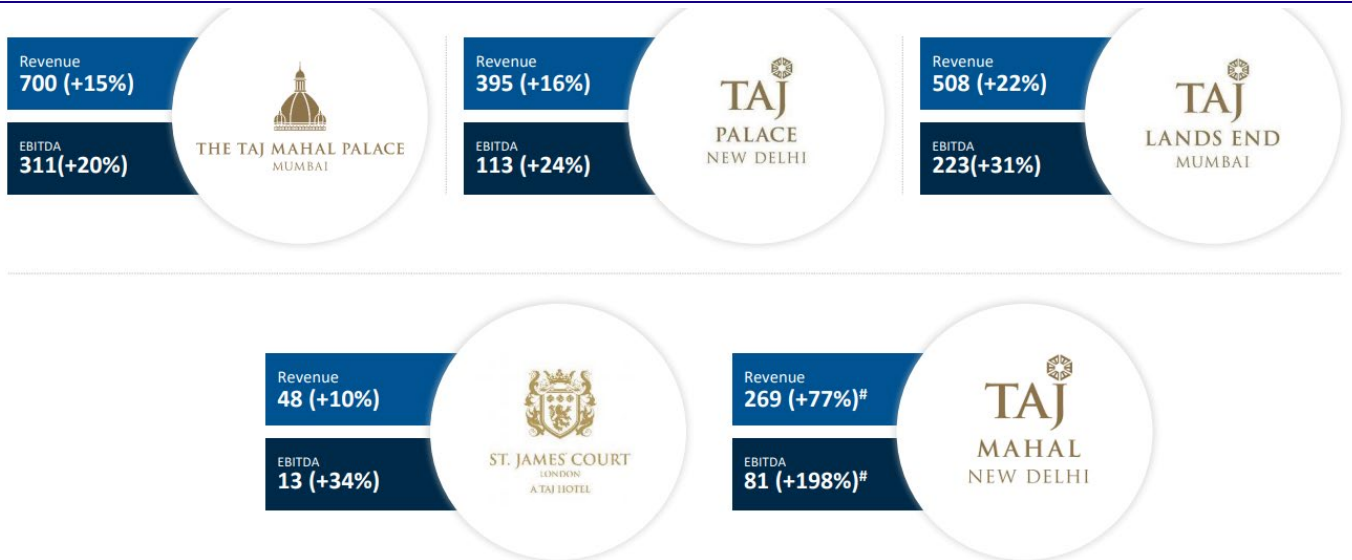 Revenue
700 (+15%)
EBITDA
311(+20%)
THE TAJ MAHAL PALACE
MUMBAI
Revenue
395 (+16%)
EBITDA
113 (+24%)
TAJ
PALACE
NEW DELHI
Revenue
508 (+22%)
EBITDA
223(+31%)
TAJ
LANDS END
MUMBAI
Revenue
48 (+10%)
EBITDA
13 (+34%)
ST. JAMES' COURT
LONDON
A TAJ HOTEL
Revenue
269 (+77%)#
EBITDA
81 (+198%)#
TAJ
MAHAL
NEW DELHI